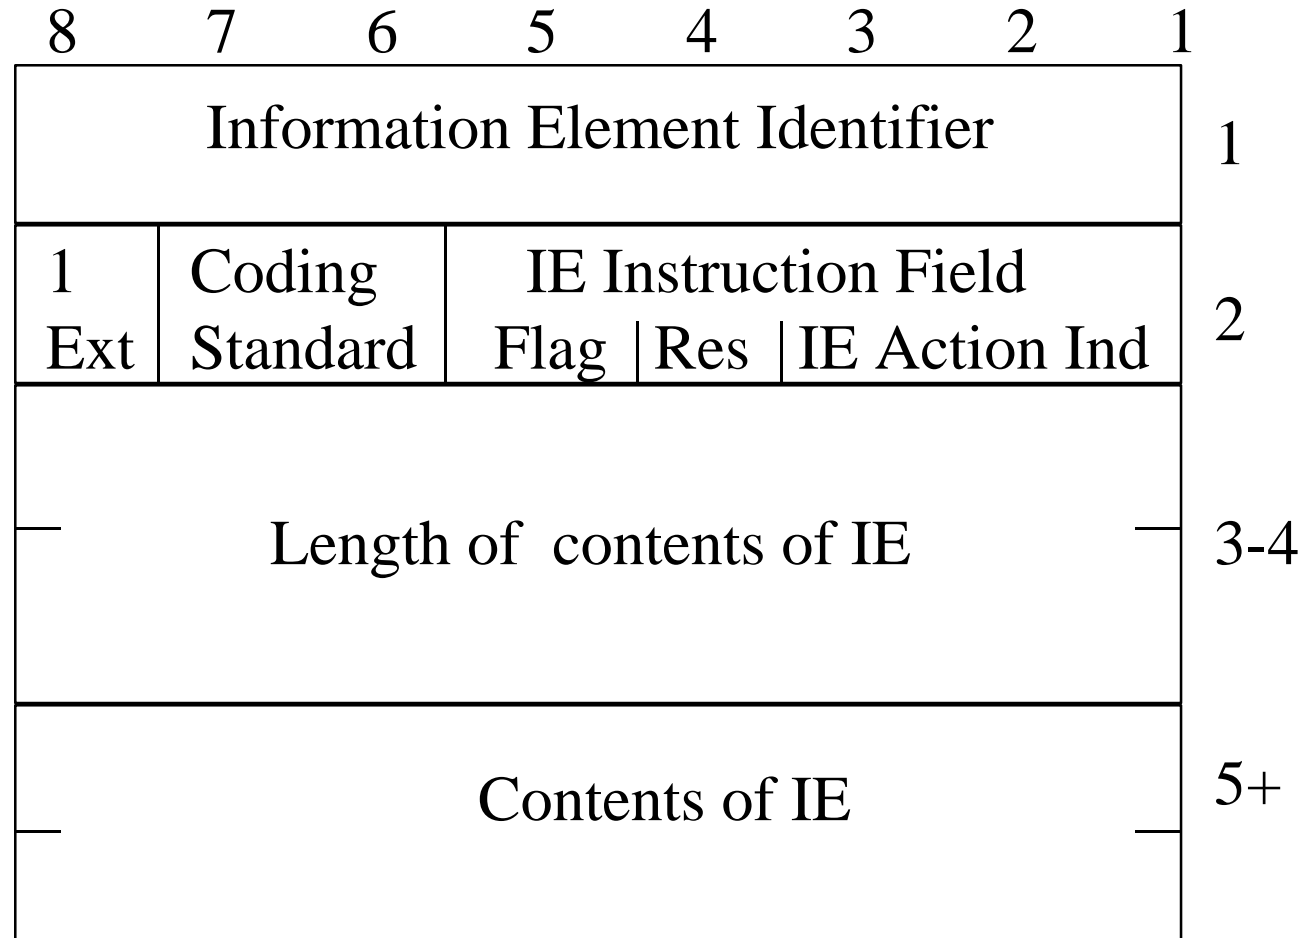 8 7 6 5 4 3 2 1
Information Element Identifier
1
1 Coding IE Instruction Field
2
Ext Standard Flag Res IE Action Ind
Length of contents of IE
3-4
5+
Contents of IE